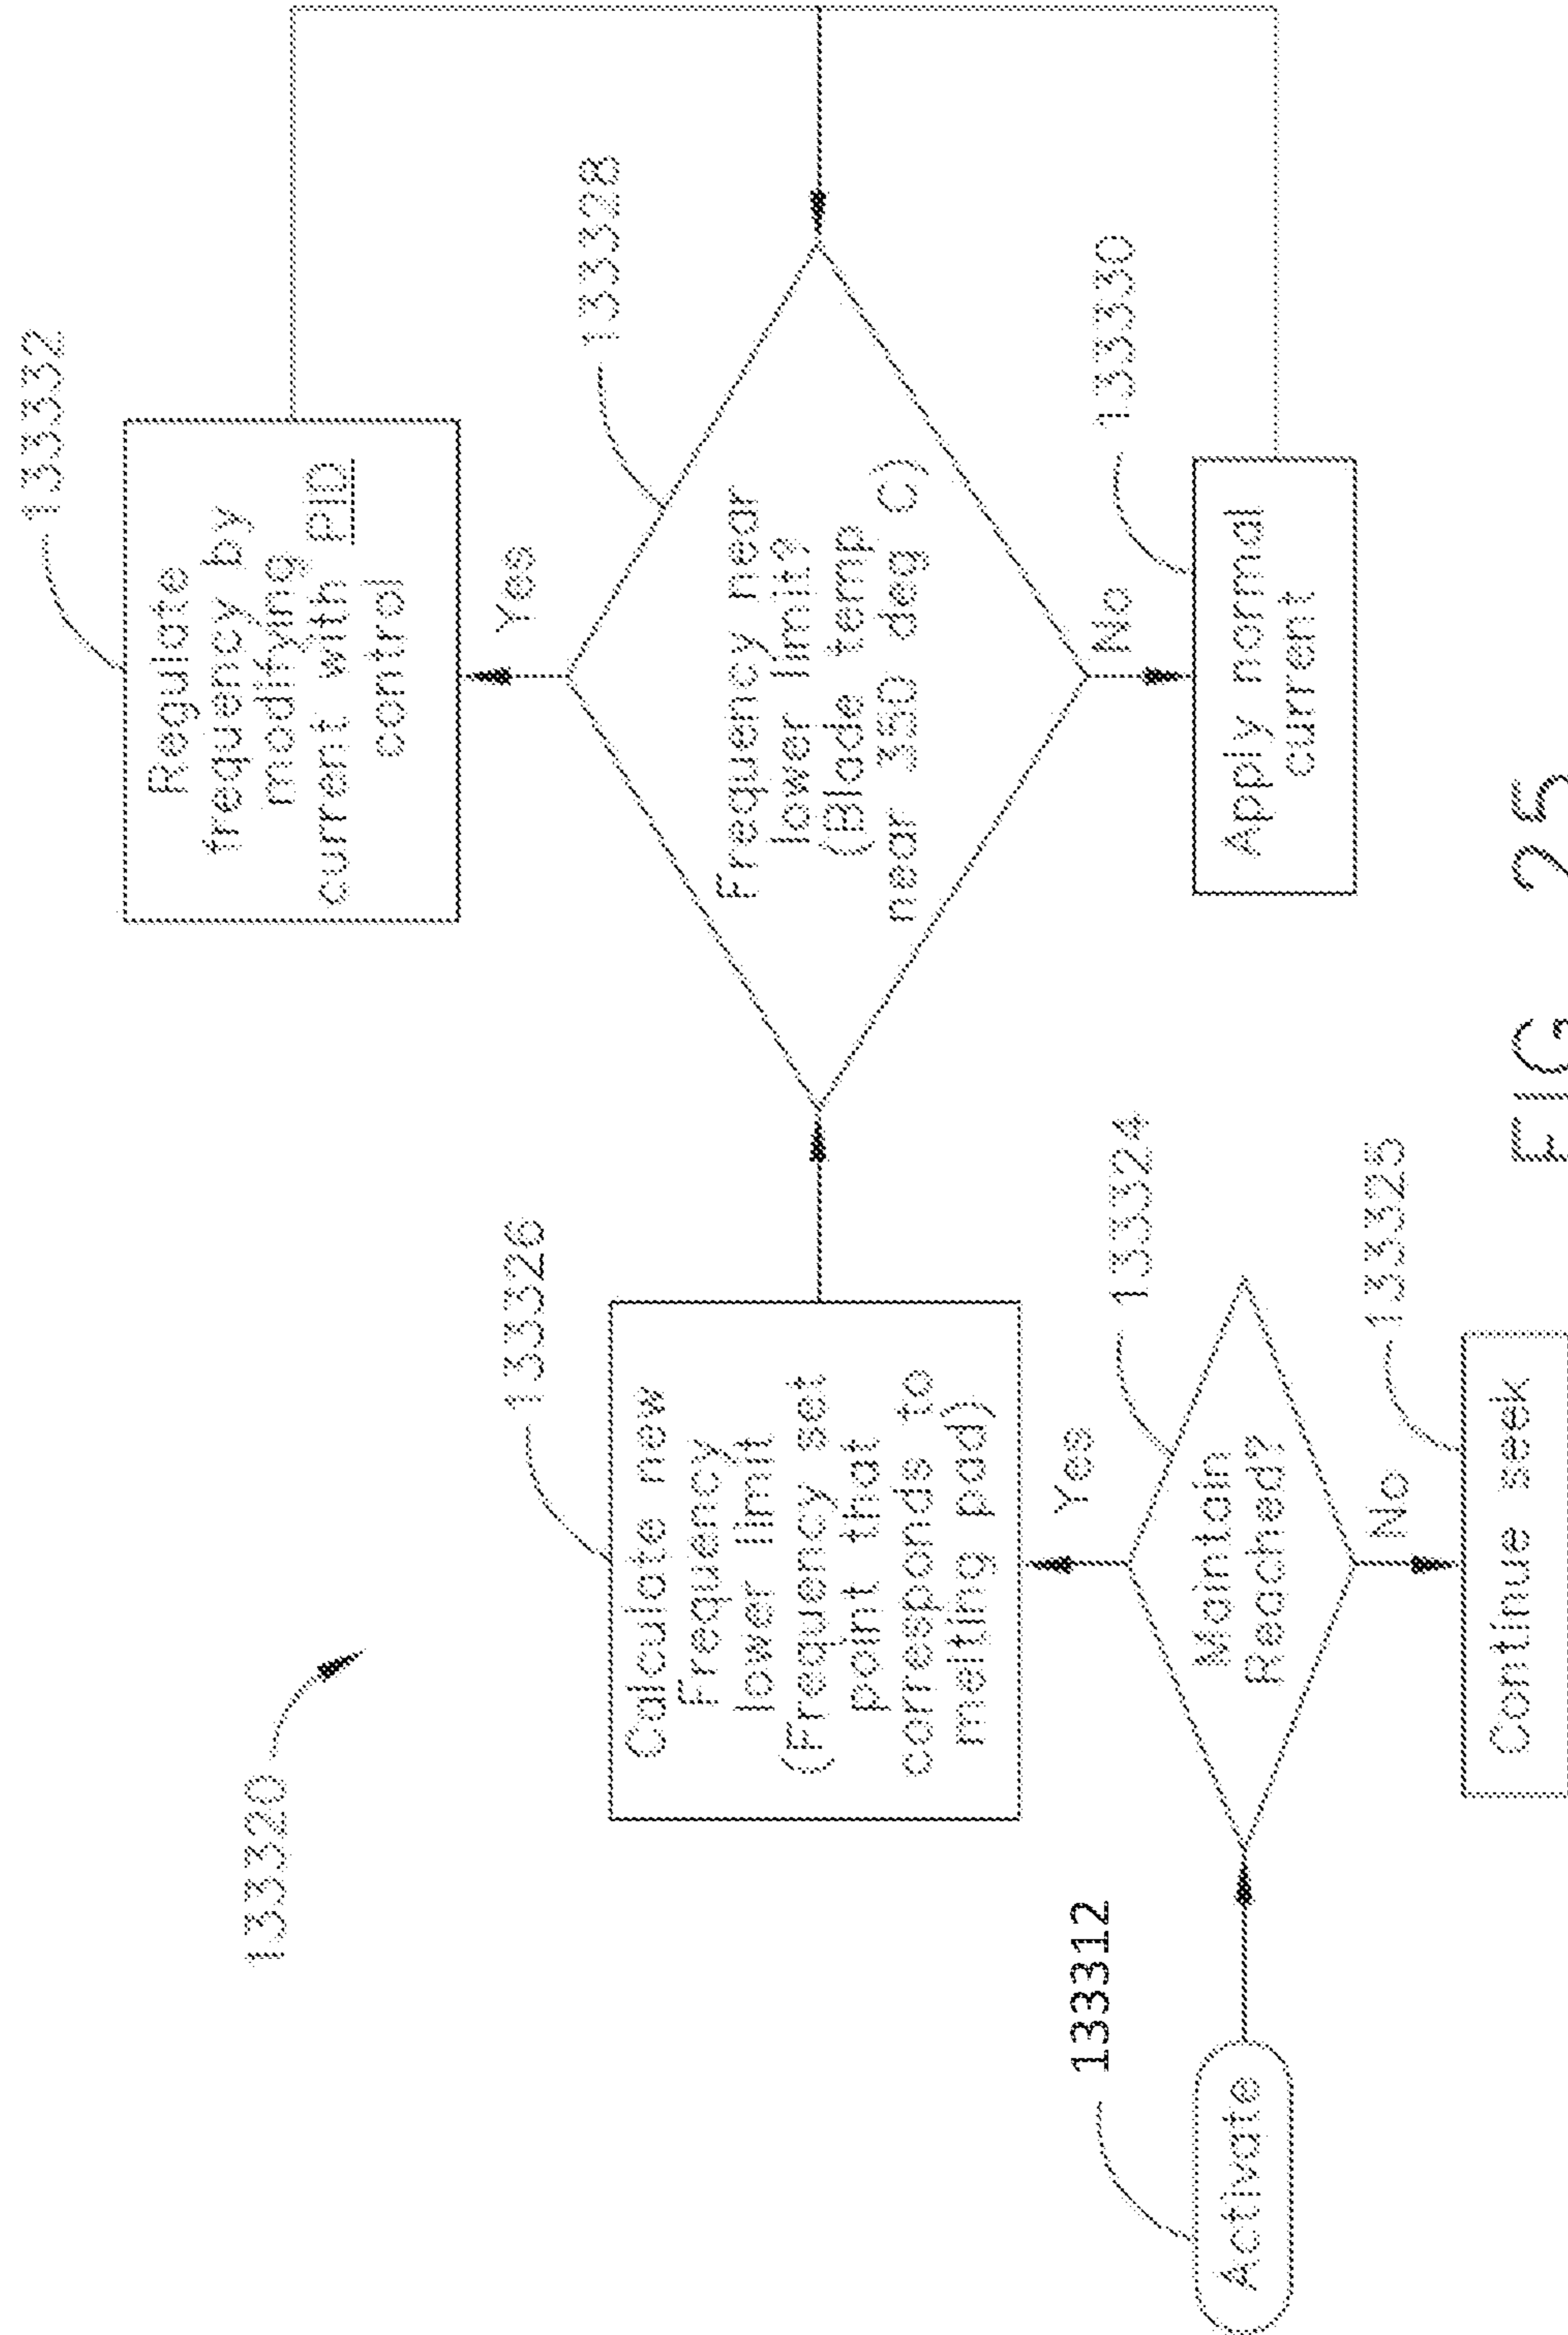 133320
133312
Activate
133324
Maintain
Reached?
Yes
No
133325
Continue seek
133326
Calculate new
Frequency
lower limit
(Frequency set
point that
corresponds to
melting pad)
133328
Frequency near
lower limit?
(Blade temp
near 350 deg C)
Yes
No
133332
Regulate
frequency by
modifying
current with PID
control
133330
Apply normal
current
FIG 25